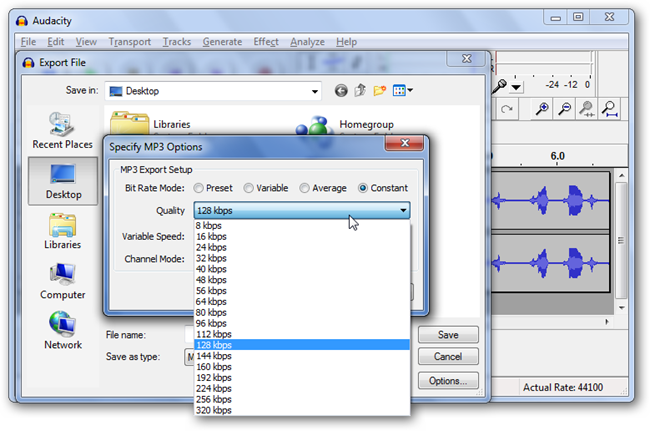 Audacity
File Edit View Transport Tracks Generate Effect Analyze Help
Export File
Save in: Desktop
-24 -12 0
Recent Places
Desktop
Libraries
Computer
Network
Libraries
Homegroup
6.0
Specify MP3 Options
MP3 Export Setup
Bit Rate Mode: Preset Variable Average Constant
Quality 128 kbps
Variable Speed:
Channel Mode:
8 kbps
16 kbps
24 kbps
32 kbps
40 kbps
48 kbps
56 kbps
64 kbps
80 kbps
96 kbps
112 kbps
128 kbps
144 kbps
160 kbps
192 kbps
224 kbps
256 kbps
320 kbps
File name:
Save as type:
Save
Cancel
Options...
Actual Rate: 44100